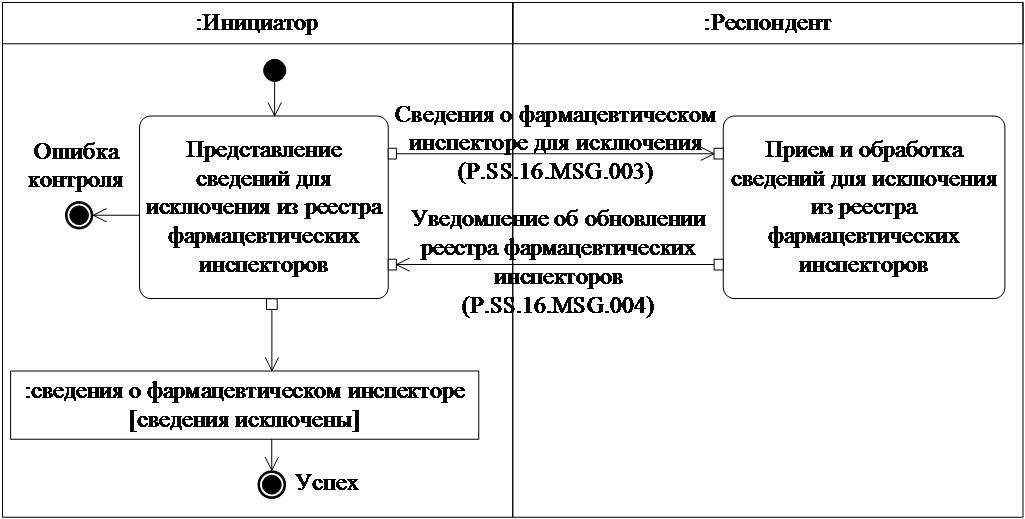 :Инициатор
:Респондент
Ошибка
контроля
Представление
сведений для
исключения из реестра
фармацевтических
инспекторов
Сведения о фармацевтическом
инспекторе для исключения
(P.SS.16.MSG.003)
Уведомление об обновлении
реестра фармацевтических
инспекторов
(P.SS.16.MSG.004)
Прием и обработка
сведений для исключения
из реестра
фармацевтических
инспекторов
:сведения о фармацевтическом инспекторе
[сведения исключены]
Успех